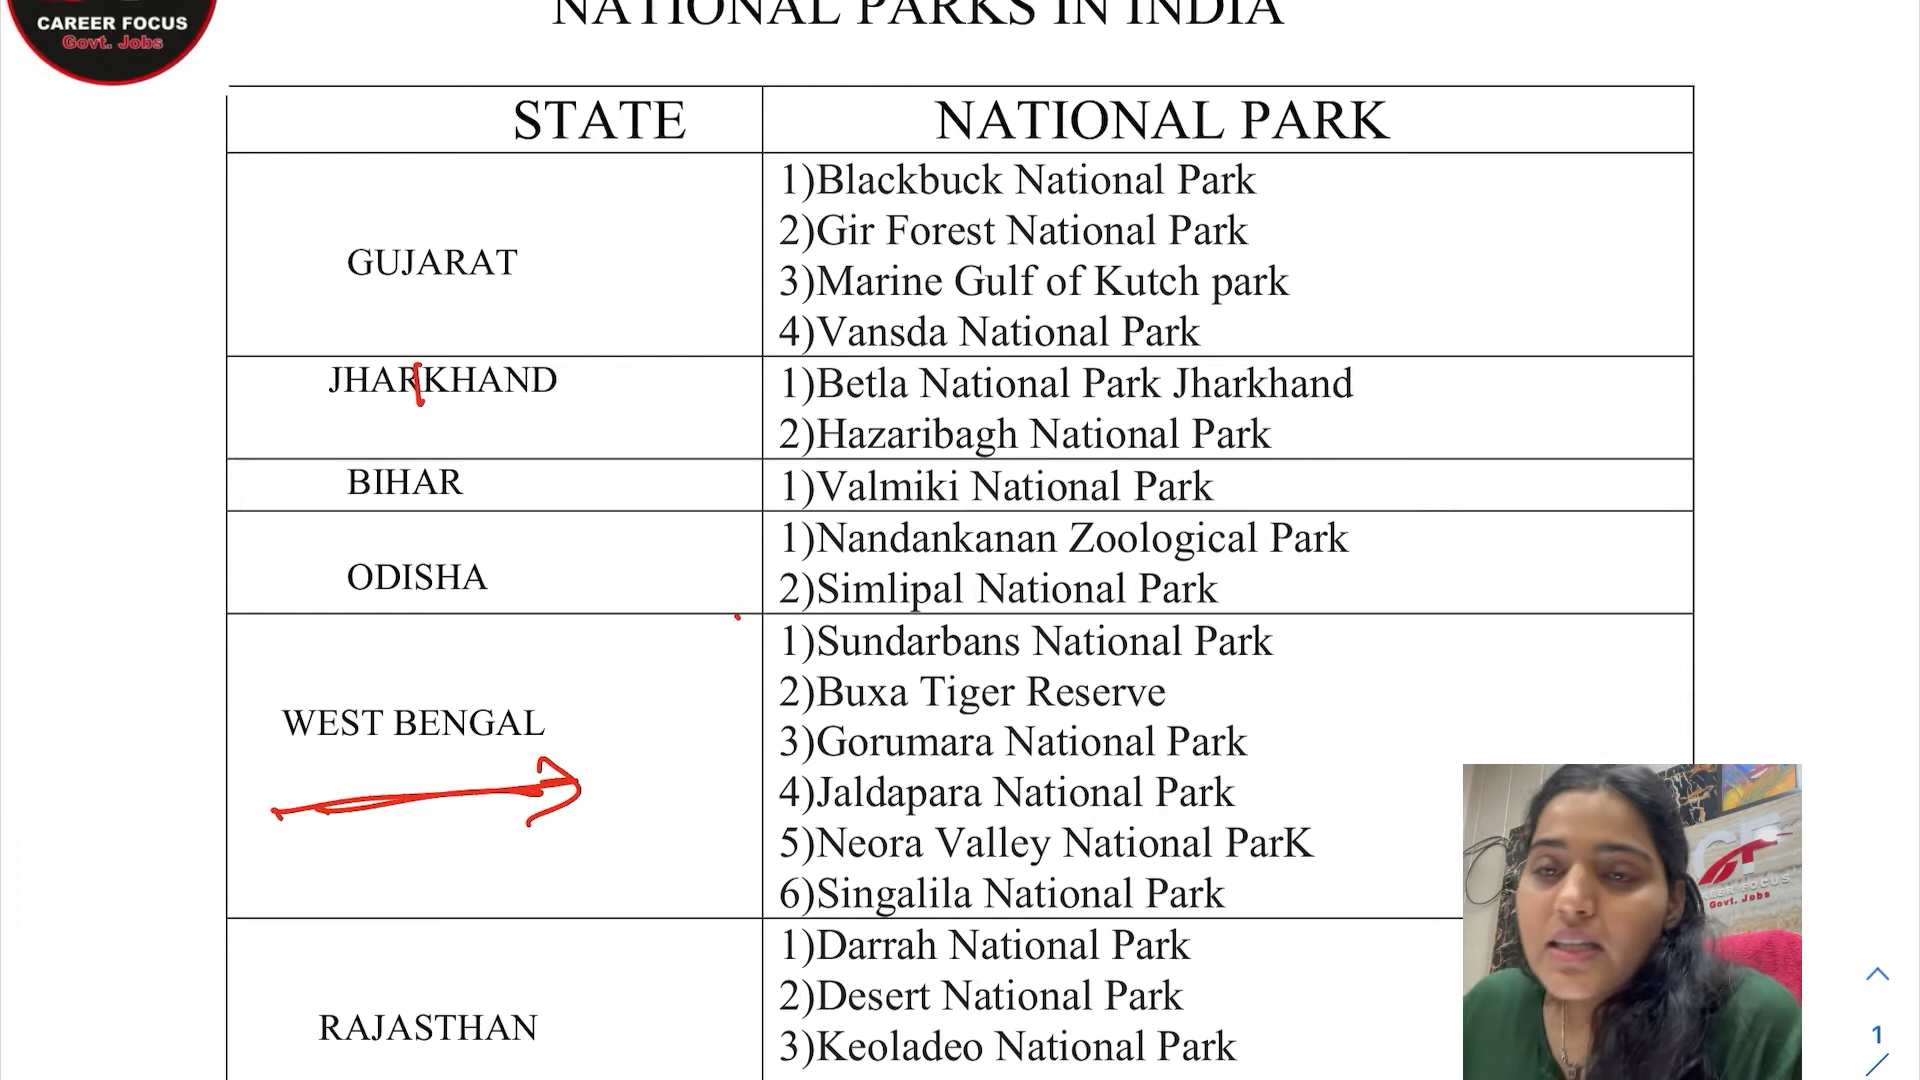 CAREER FOCUS
Govt. Jobs
NATIONAL PARKS IN INDIA
STATE
NATIONAL PARK
GUJARAT
1)Blackbuck National Park
2)Gir Forest National Park
3)Marine Gulf of Kutch park
4)Vansda National Park
JHARKHAND
1)Betla National Park Jharkhand
2)Hazaribagh National Park
BIHAR
1)Valmiki National Park
ODISHA
1)Nandankanan Zoological Park
2)Simlipal National Park
WEST BENGAL
1)Sundarbans National Park
2)Buxa Tiger Reserve
3)Gorumara National Park
4)Jaldapara National Park
5)Neora Valley National ParK
6)Singalila National Park
RAJASTHAN
1)Darrah National Park
2)Desert National Park
3)Keoladeo National Park
FOCUS
Govt. Jobs
1